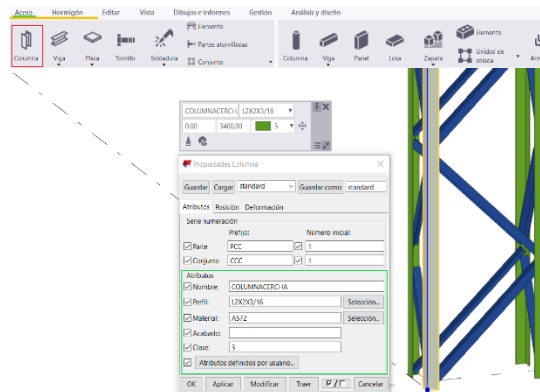 Acero Hormigón Editar Vista Dibujos e informes Gestión Análisis y diseño
Elemento
Partes atornilladas
Conjunto
Columna Viga Placa Tornillo Soldadura
Columna Viga Panel Losa Zapata
Elemento
Unidad de colada
COLUMNACERCH. L2X2X3/16
0.00 3460.00 3
Propiedades Columna
Guardar Cargar standard Guardar como standard
Atributos Posición Deformación
Serie numeración
Prefijo: Número inicial:
Parte PCC 1
Conjunto CCC 1
Atributos
Nombre: COLUMNACERCHA
Perfil: L2X2X3/16 Selección...
Material: A572 Selección...
Acabado:
Clase: 3
Atributos definidos por usuario...
OK Aplicar Modificar Traer Cancelar